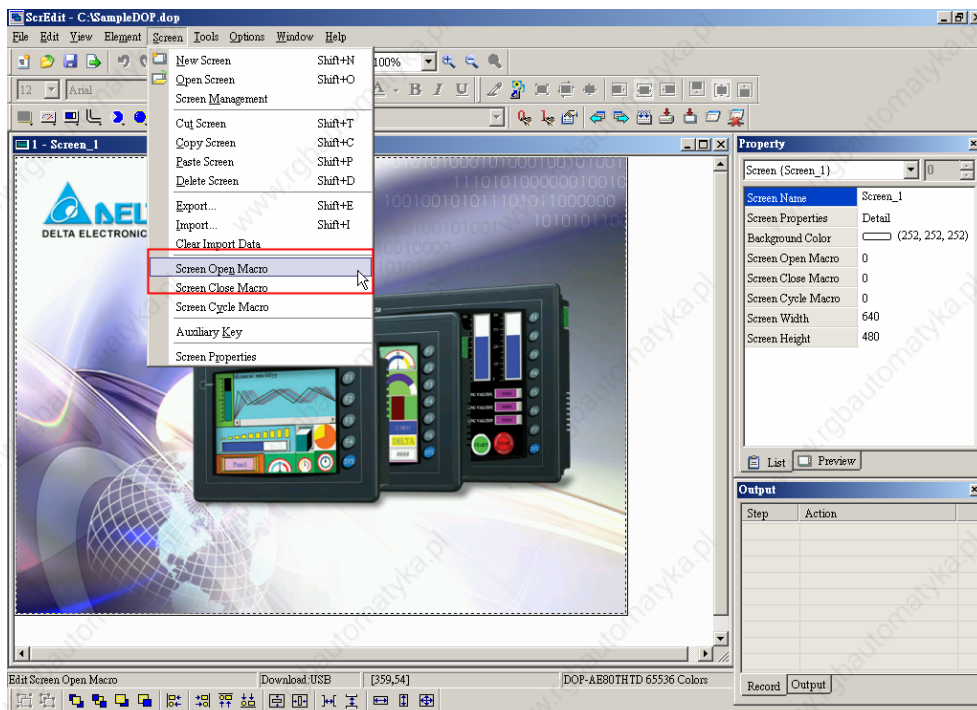 ScrEdit - C:\SampleDOP.dop
File Edit View Element Screen Tools Options Window Help
100%
12 Arial
A B I U
New Screen Shift+N
Open Screen Shift+O
Screen Management
Cut Screen Shift+T
Copy Screen Shift+C
Paste Screen Shift+P
Delete Screen Shift+D
Export... Shift+E
Import... Shift+I
Clear Import Data
Screen Open Macro
Screen Close Macro
Screen Cycle Macro
Auxiliary Key
Screen Properties
1 - Screen_1
DELTA ELECTRONIC
DELTA
START
Property
Screen {Screen_1} 0
Screen Name Screen_1
Screen Properties Detail
Background Color (252, 252, 252)
Screen Open Macro 0
Screen Close Macro 0
Screen Cycle Macro 0
Screen Width 640
Screen Height 480
List Preview
Output
Step Action
Record Output
Edit Screen Open Macro Download:USB [359,54] DOP-AE80THTD 65536 Colors
www.rgbautomatyka.pl